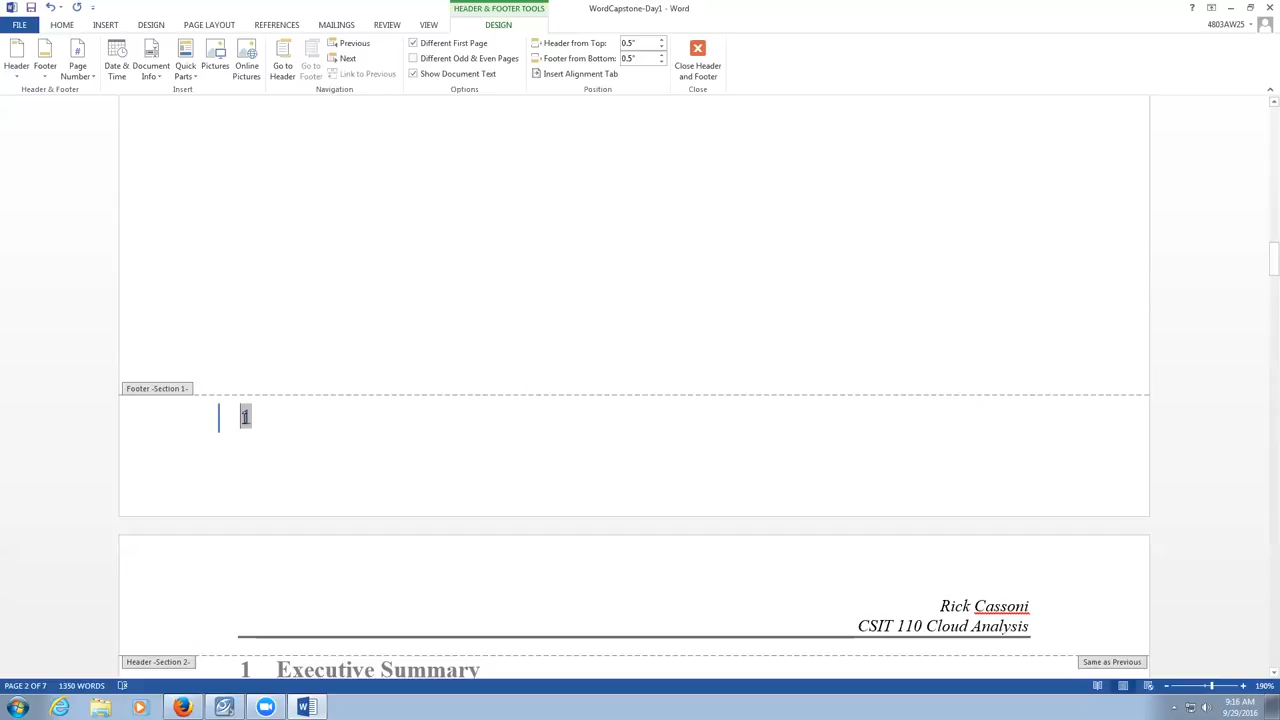 HEADER & FOOTER TOOLS
WordCapstone-Day1 - Word
FILE HOME INSERT DESIGN PAGE LAYOUT REFERENCES MAILINGS REVIEW VIEW DESIGN
4803AW25
Header
Footer
Page
Number
Header & Footer
Date &
Time
Document
Info
Quick
Parts
Pictures
Online
Pictures
Insert
Go to
Header
Go to
Footer
Previous
Next
Link to Previous
Navigation
Different First Page
Different Odd & Even Pages
Show Document Text
Options
Header from Top: 0.5"
Footer from Bottom: 0.5"
Insert Alignment Tab
Position
Close Header
and Footer
Close
Footer -Section 1-
1
Rick Cassoni
CSIT 110 Cloud Analysis
Header -Section 2-
Same as Previous
1 Executive Summary
PAGE 2 OF 7 1350 WORDS
190%
9:16 AM
9/29/2016